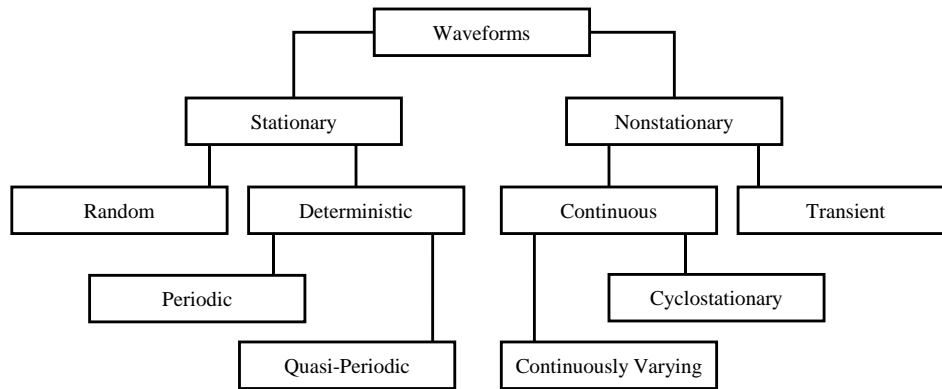 Waveforms
Stationary
Nonstationary
Random
Deterministic
Continuous
Transient
Periodic
Cyclostationary
Quasi-Periodic
Continuously Varying